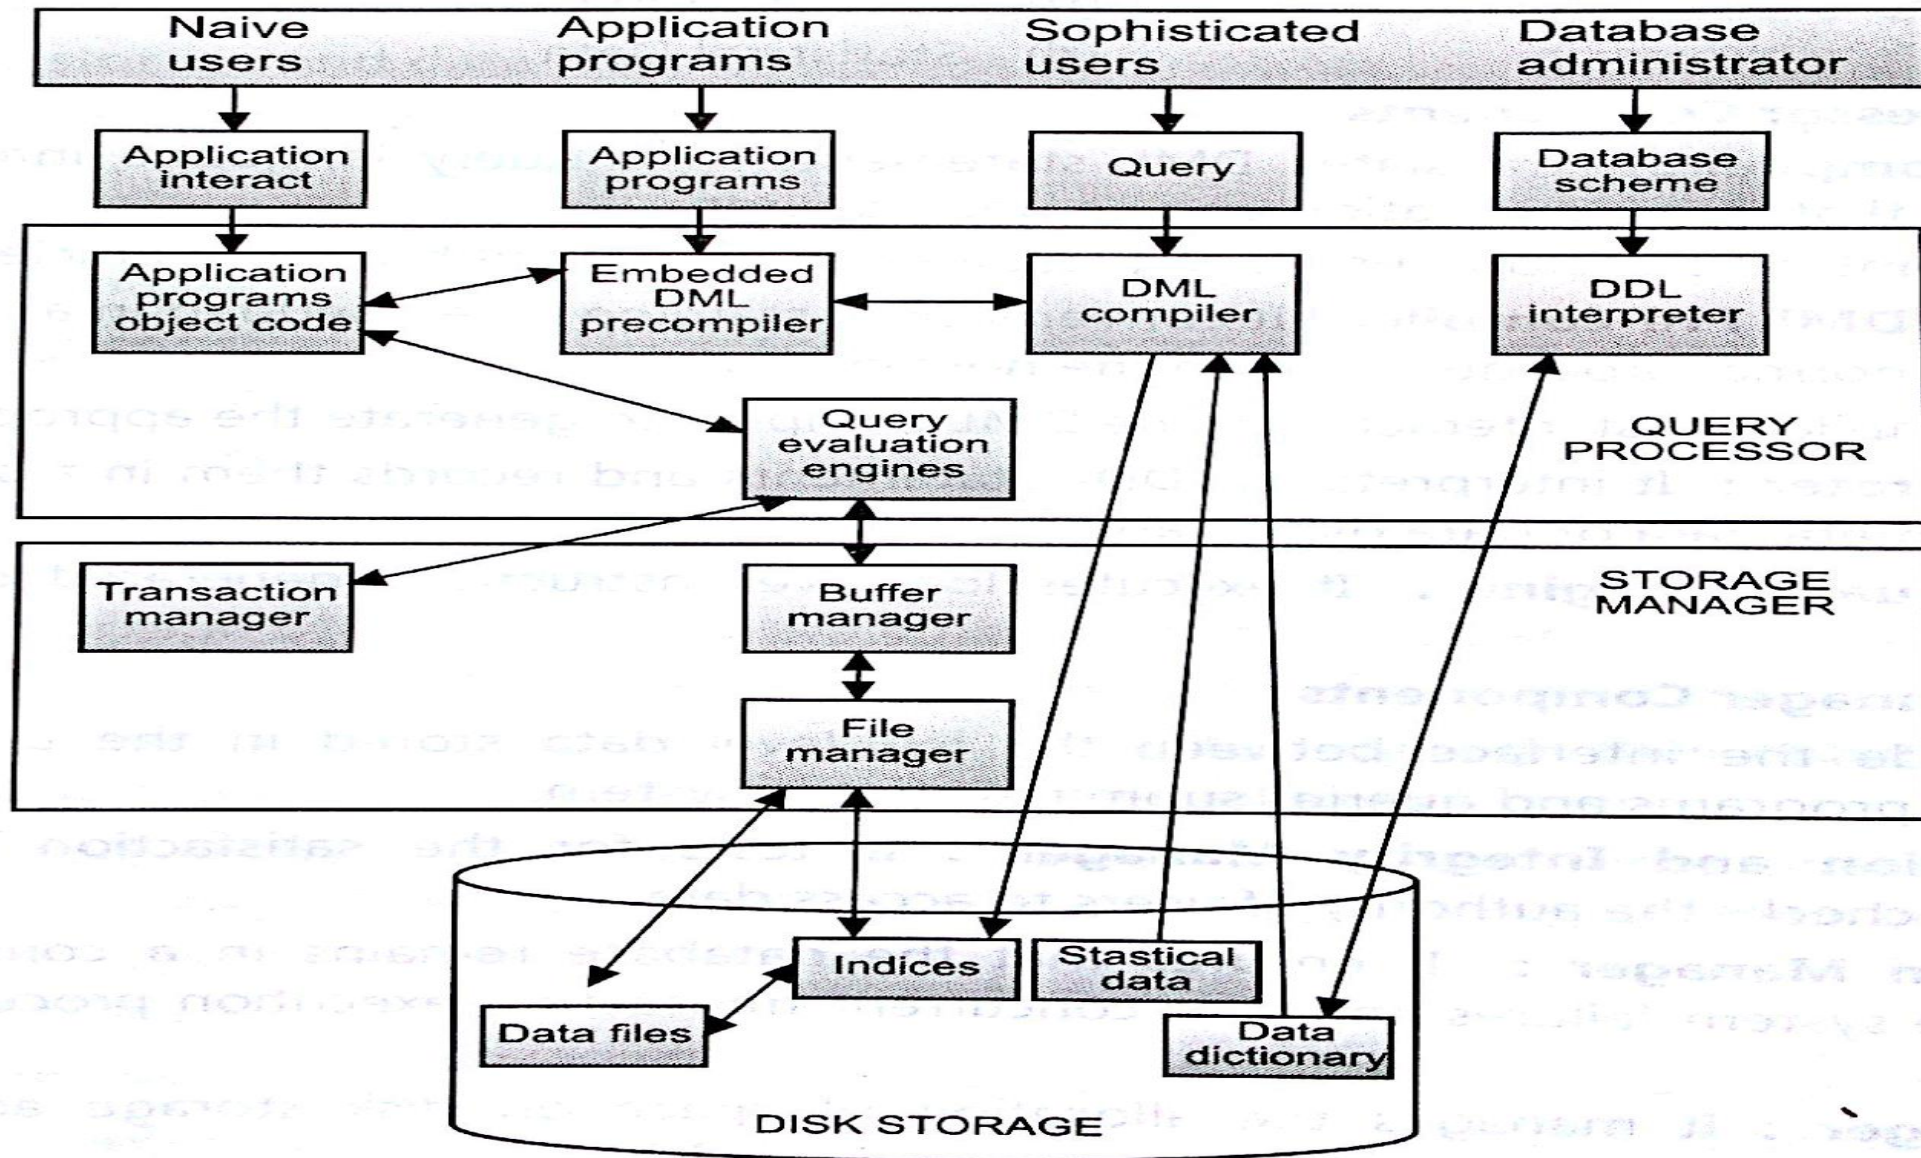 Naive
users
Application
programs
Sophisticated
users
Database
administrator
Application
interact
Application
programs
Query
Database
scheme
Application
programs
object code
Embedded
DML
precompiler
DML
compiler
DDL
interpreter
Query
evaluation
engines
QUERY
PROCESSOR
Transaction
manager
Buffer
manager
STORAGE
MANAGER
File
manager
Indices
Stastical
data
Data files
Data
dictionary
DISK STORAGE